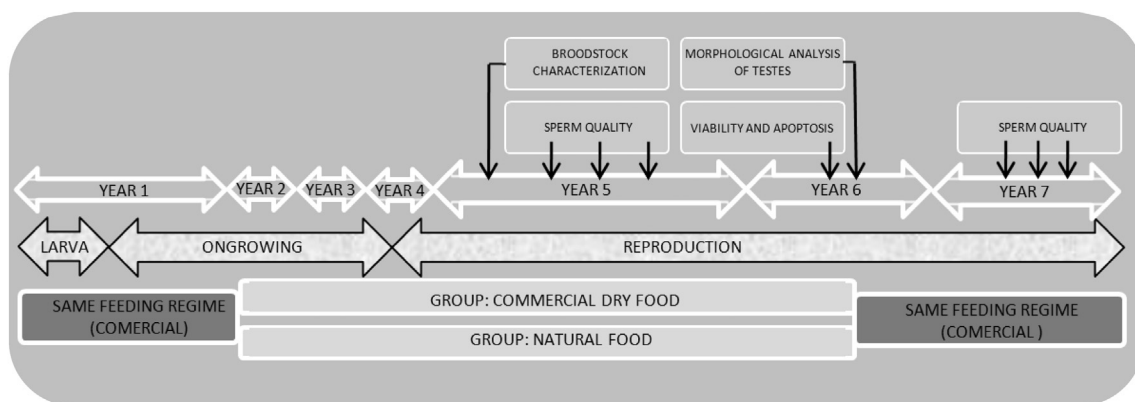 BROODSTOCK
CHARACTERIZATION
MORPHOLOGICAL ANALYSIS
OF TESTES
SPERM QUALITY
VIABILITY AND APOPTOSIS
SPERM QUALITY
YEAR 1
YEAR 2
YEAR 3
YEAR 4
YEAR 5
YEAR 6
YEAR 7
LARVA
ONGROWING
REPRODUCTION
SAME FEEDING REGIME
(COMERCIAL)
GROUP: COMMERCIAL DRY FOOD
GROUP: NATURAL FOOD
SAME FEEDING REGIME
(COMERCIAL )